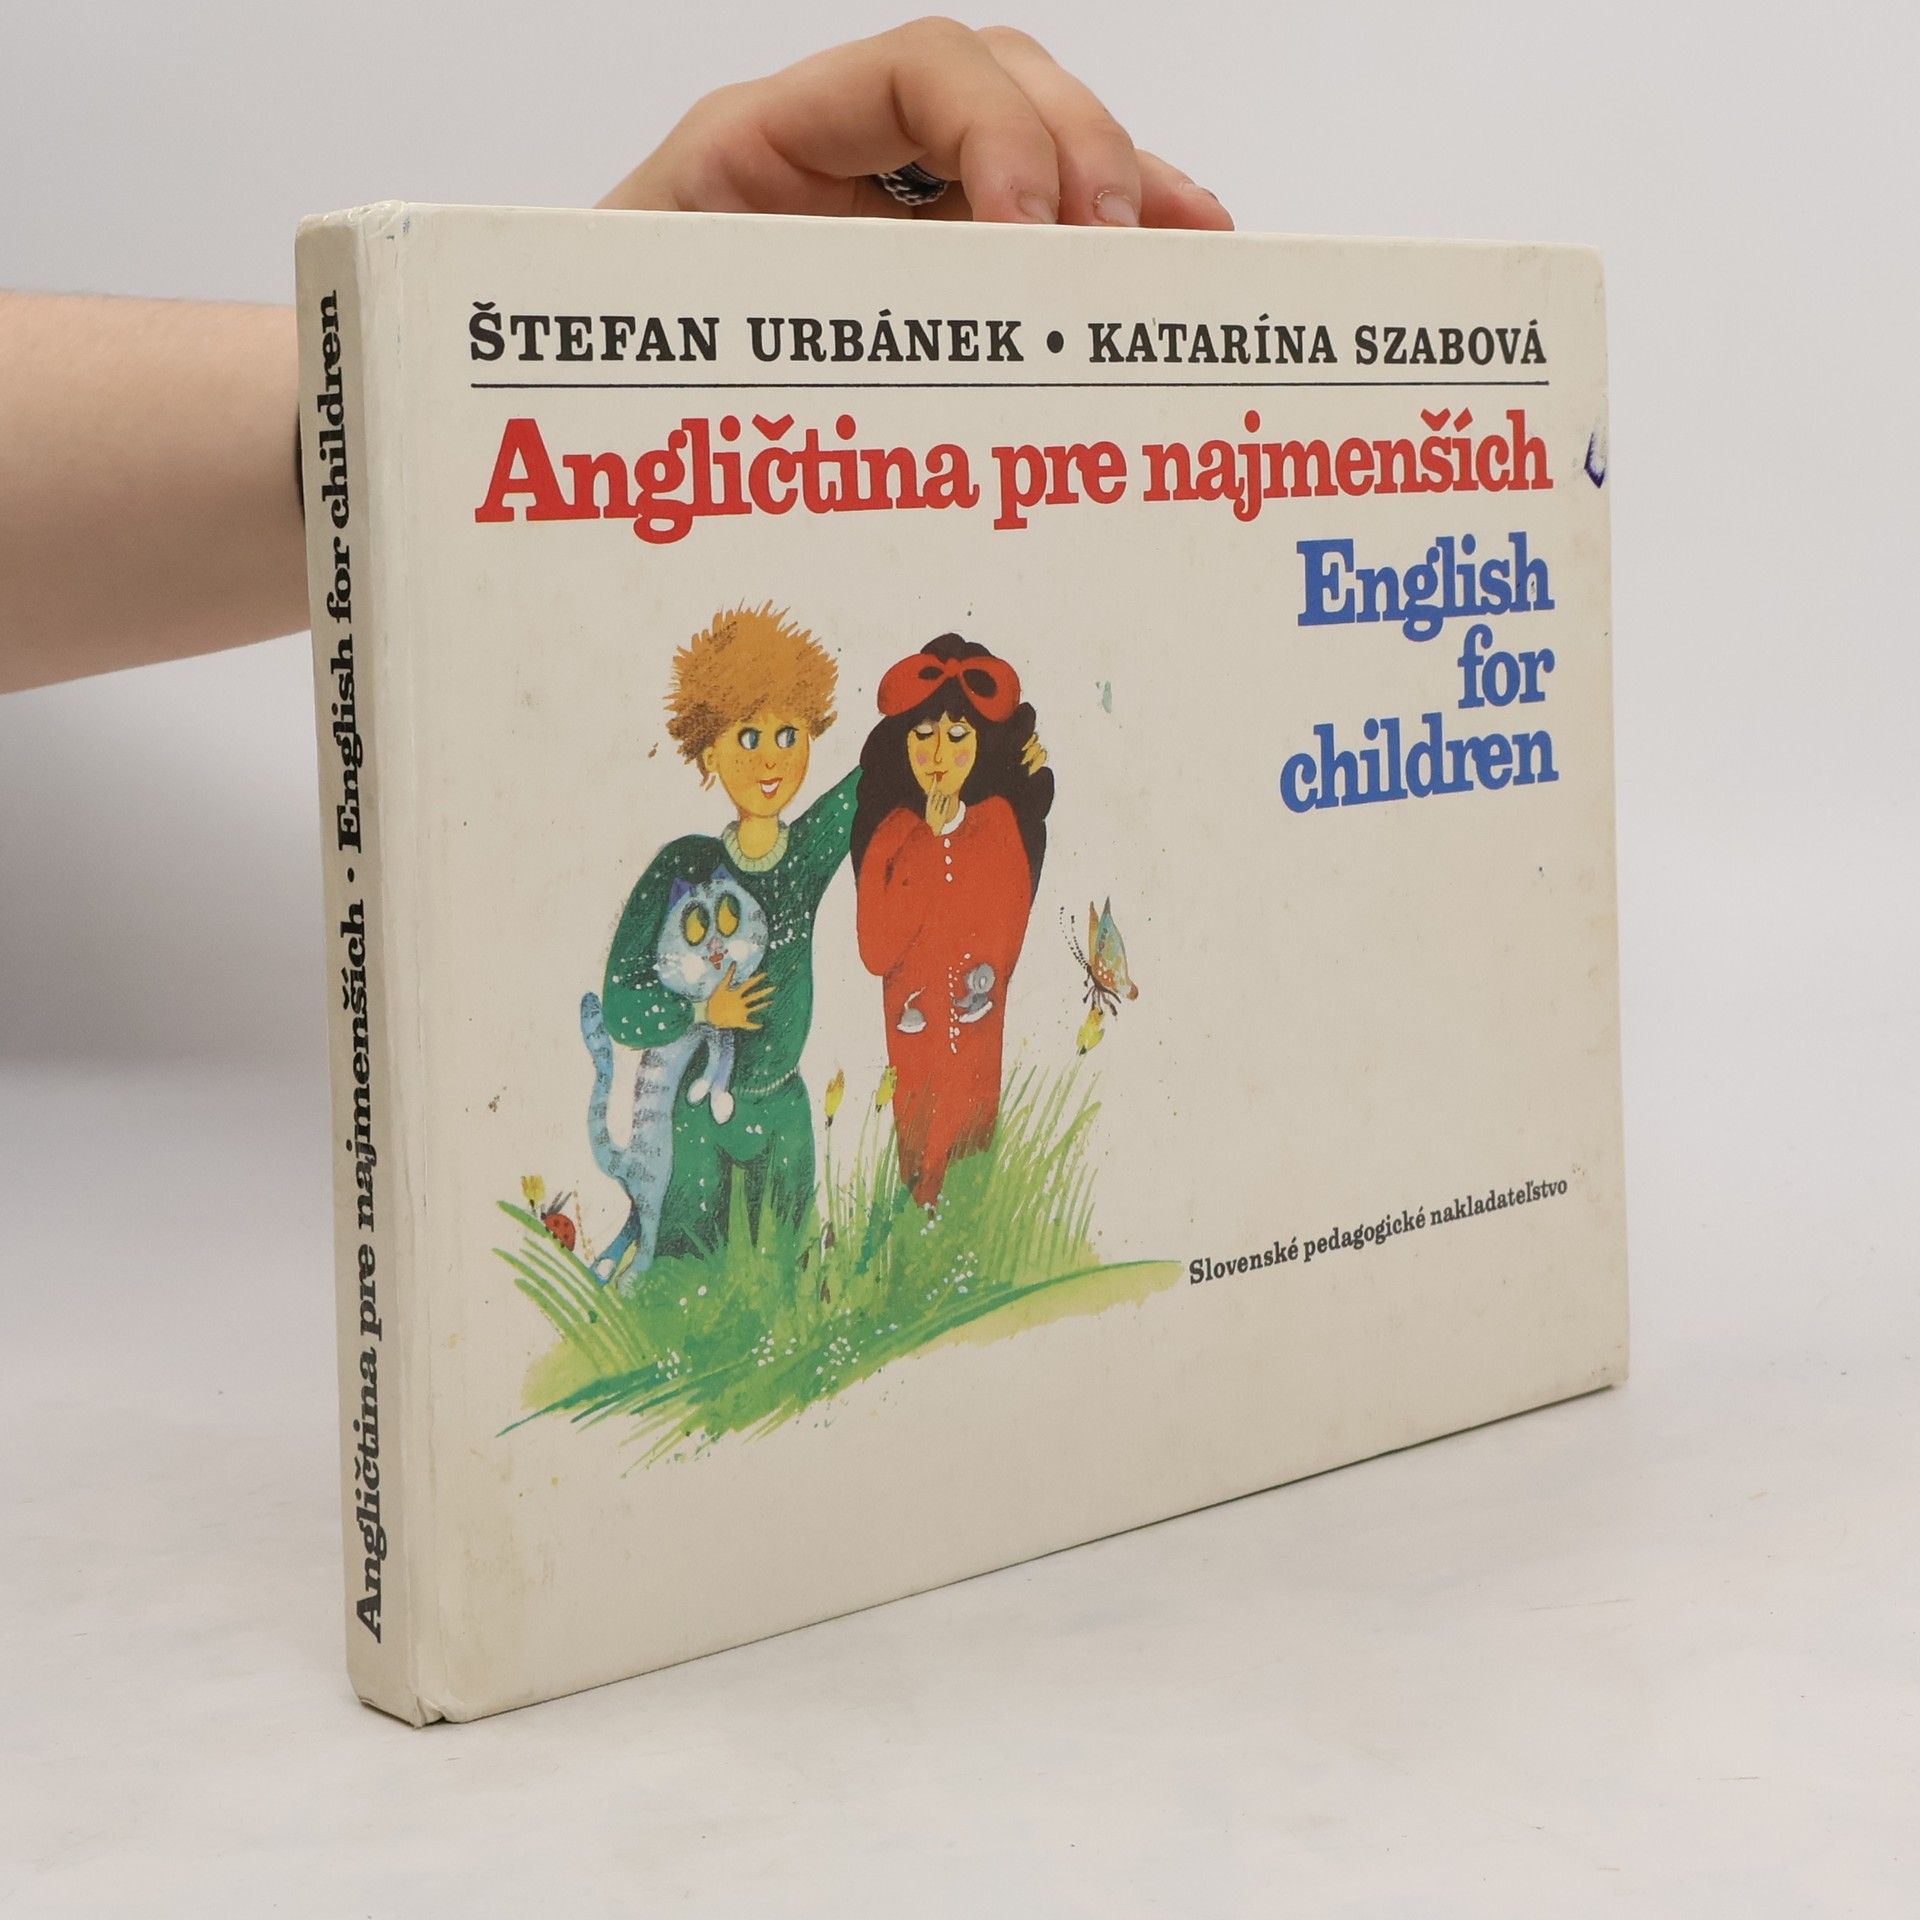 ŠTEFAN URBÁNEK • KATARÍNA SZABOVÁ
Angličtina pre najmenších
English
for
children
Slovenské pedagogické nakladateľstvo
Angličtina pre najmenších • English for children